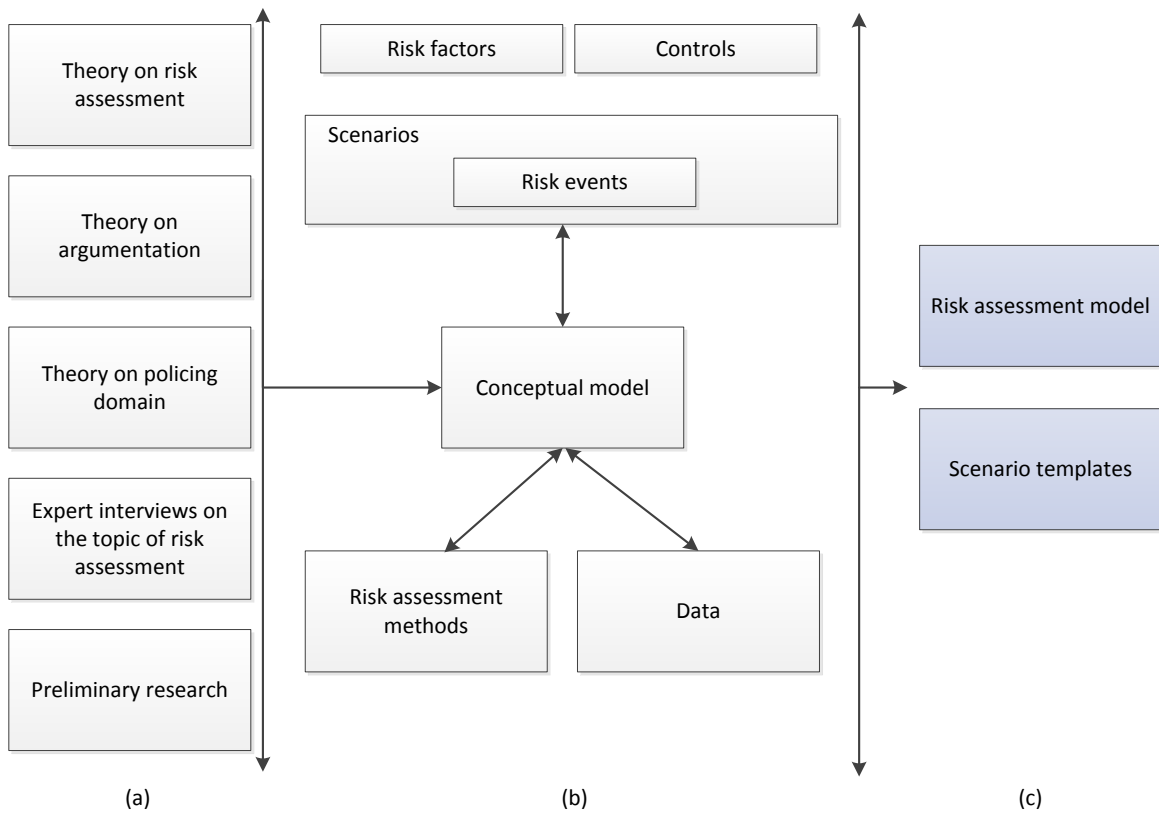 Theory on risk
assessment
Theory on
argumentation
Theory on policing
domain
Expert interviews on
the topic of risk
assessment
Preliminary research
(a)
Risk factors
Controls
Scenarios
Risk events
Conceptual model
Risk assessment
methods
Data
(b)
Risk assessment model
Scenario templates
(c)